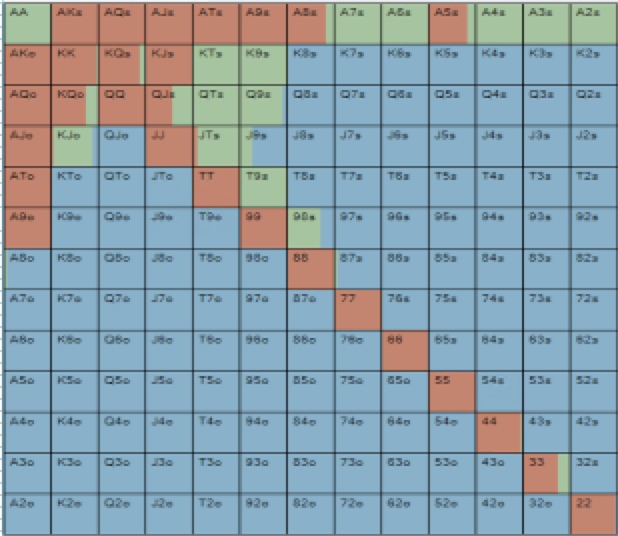 AA AKs AQs AJs ATs A9s A8s A7s A6s A5s A4s A3s A2s
AKo KK KQs KJs KTs K9s K8s K7s K6s K5s K4s K3s K2s
AQo KQo QQ QJs QTs Q9s Q8s Q7s Q6s Q5s Q4s Q3s Q2s
AJo KJo QJo JJ JTs J9s J8s J7s J6s J5s J4s J3s J2s
ATo KTo QTo JTo TT T9s T8s T7s T6s T5s T4s T3s T2s
A9o K9o Q9o J9o T9o 99 98s 97s 96s 95s 94s 93s 92s
A8o K8o Q8o J8o T8o 98o 88 87s 86s 85s 84s 83s 82s
A7o K7o Q7o J7o T7o 97o 87o 77 76s 75s 74s 73s 72s
A6o K6o Q6o J6o T6o 96o 86o 76o 66 65s 64s 63s 62s
A5o K5o Q5o J5o T5o 95o 85o 75o 65o 55 54s 53s 52s
A4o K4o Q4o J4o T4o 94o 84o 74o 64o 54o 44 43s 42s
A3o K3o Q3o J3o T3o 93o 83o 73o 63o 53o 43o 33 32s
A2o K2o Q2o J2o T2o 92o 82o 72o 62o 52o 42o 32o 22